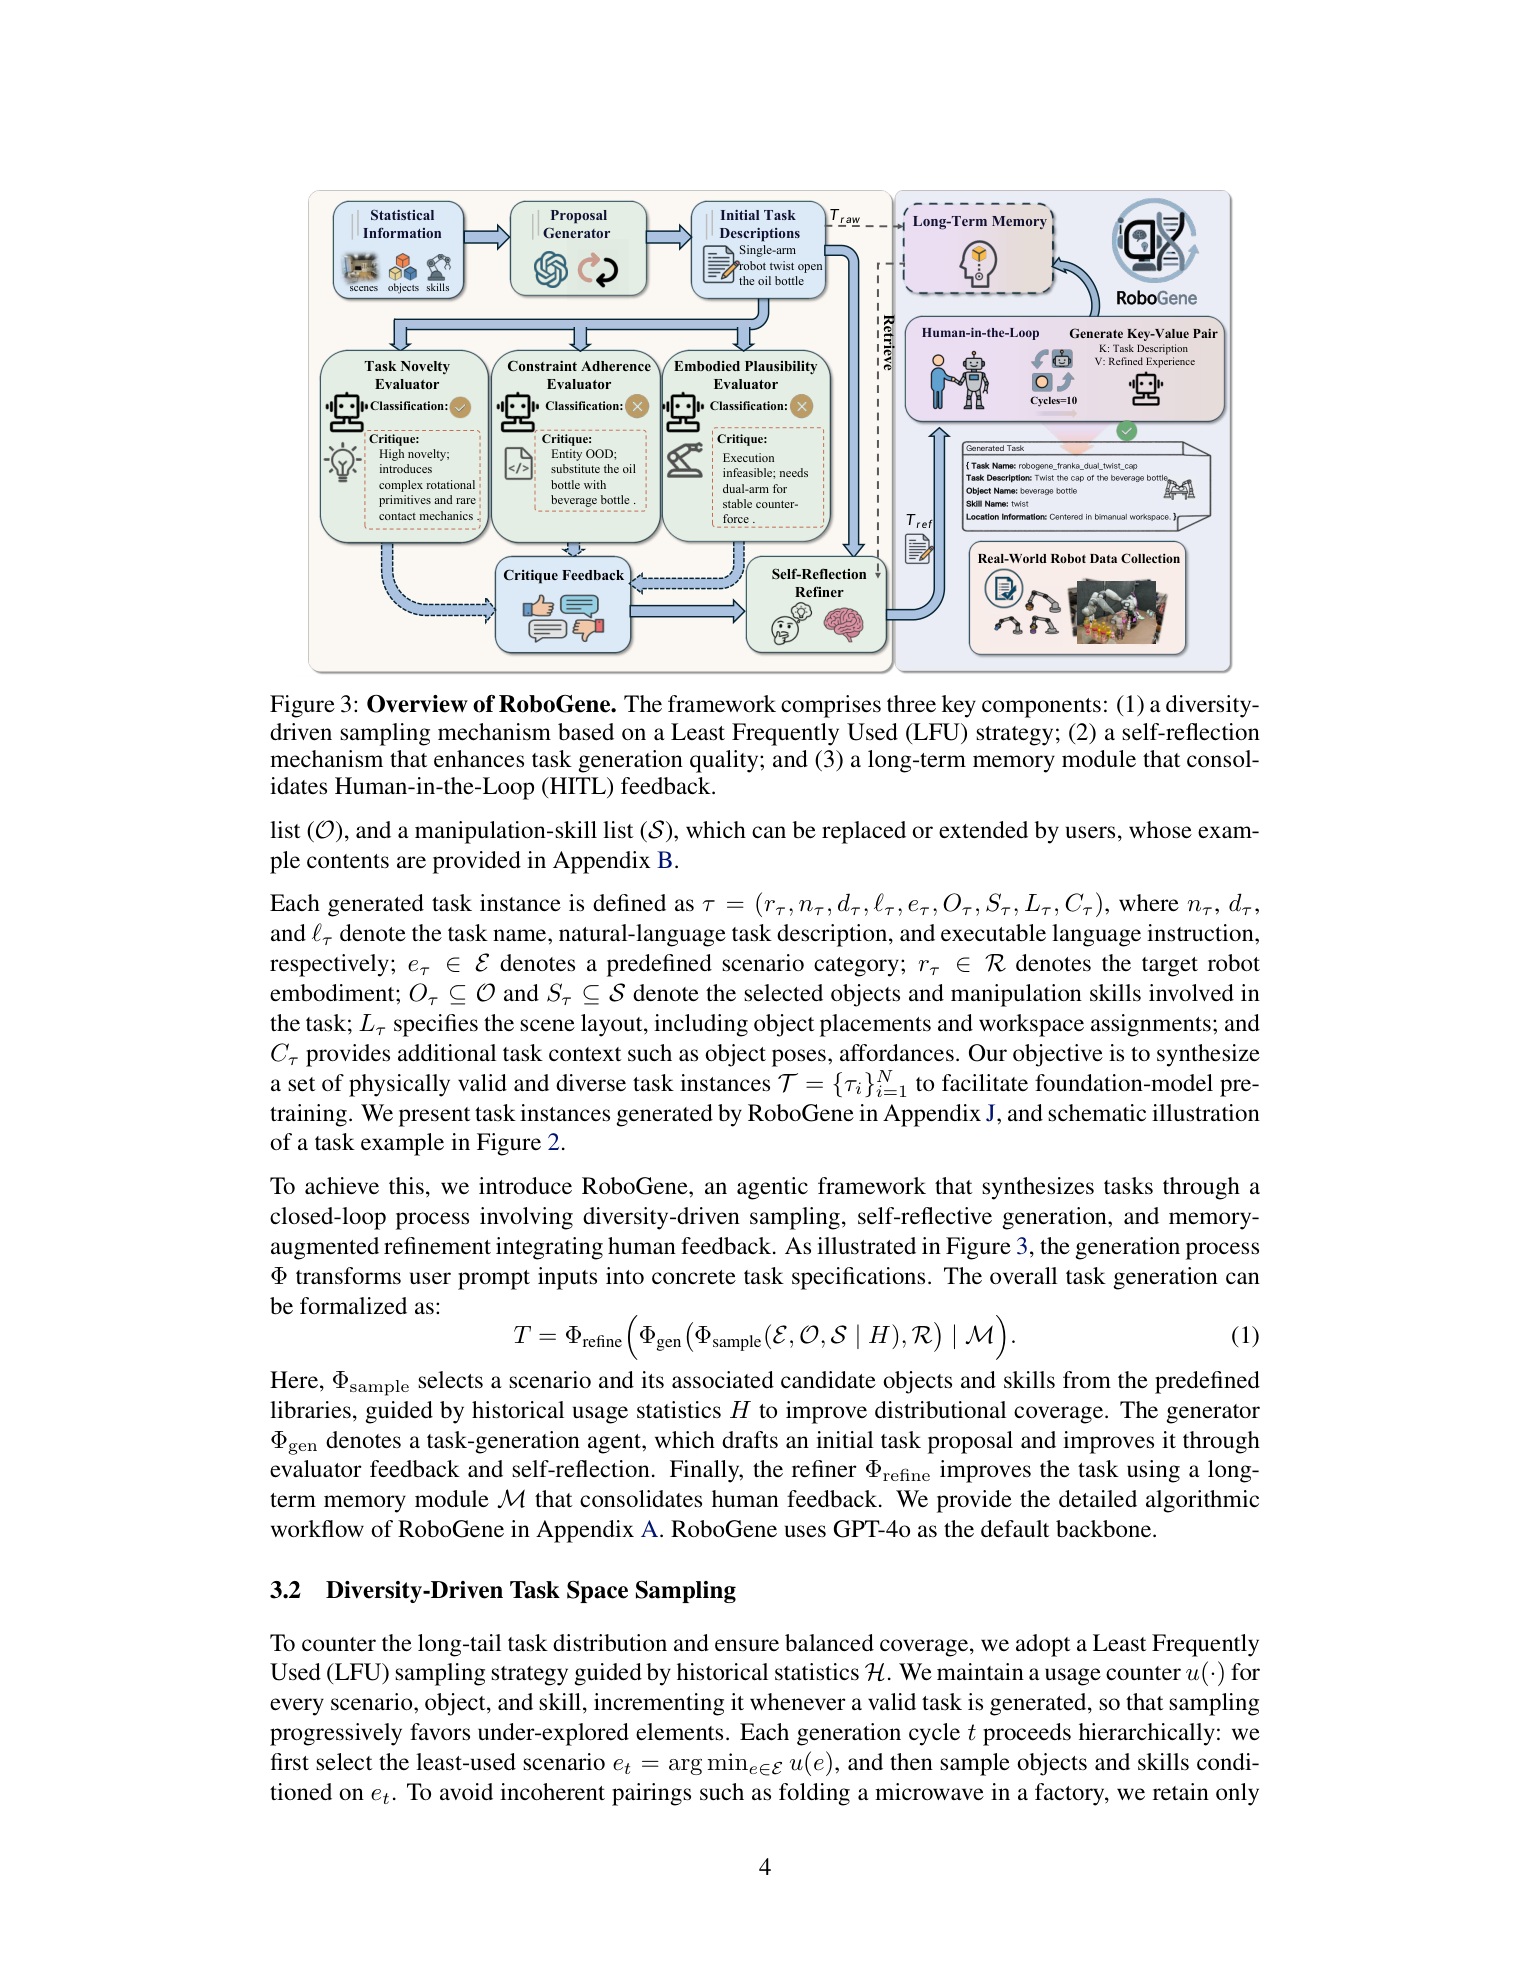 Statistical
Information
scenes objects skills
Proposal
Generator
Initial Task
Descriptions
Single-arm
robot twist open
the oil bottle
T raw
Long-Term Memory
RoboGene
Retrieve
Task Novelty
Evaluator
Classification:
Critique:
High novelty;
introduces
complex rotational
primitives and rare
contact mechanics .
Constraint Adherence
Evaluator
Classification:
Critique:
Entity OOD;
substitute the oil
bottle with
beverage bottle .
</>
Embodied Plausibility
Evaluator
Classification:
Critique:
Execution
infeasible; needs
dual-arm for
stable counter-
force .
Critique Feedback
Self-Reflection
Refiner
T ref
Human-in-the-Loop
Cycles=10
Generate Key-Value Pair
K: Task Description
V: Refined Experience
Generated Task
{ Task Name: robogene_franka_dual_twist_cap
Task Description: Twist the cap of the beverage bottle.
Object Name: beverage bottle
Skill Name: twist
Location Information: Centered in bimanual workspace. }
Real-World Robot Data Collection
Figure 3: Overview of RoboGene. The framework comprises three key components: (1) a diversity-
driven sampling mechanism based on a Least Frequently Used (LFU) strategy; (2) a self-reflection
mechanism that enhances task generation quality; and (3) a long-term memory module that consol-
idates Human-in-the-Loop (HITL) feedback.
list (𝒪), and a manipulation-skill list (𝒮), which can be replaced or extended by users, whose exam-
ple contents are provided in Appendix B.
Each generated task instance is defined as τ = (r_τ, n_τ, d_τ, ℓ_τ, e_τ, O_τ, S_τ, L_τ, C_τ), where n_τ, d_τ,
and ℓ_τ denote the task name, natural-language task description, and executable language instruction,
respectively; e_τ ∈ ℰ denotes a predefined scenario category; r_τ ∈ ℛ denotes the target robot
embodiment; O_τ ⊆ 𝒪 and S_τ ⊆ 𝒮 denote the selected objects and manipulation skills involved in
the task; L_τ specifies the scene layout, including object placements and workspace assignments; and
C_τ provides additional task context such as object poses, affordances. Our objective is to synthesize
a set of physically valid and diverse task instances 𝒯 = {τ_i}_{i=1}^N to facilitate foundation-model pre-
training. We present task instances generated by RoboGene in Appendix J, and schematic illustration
of a task example in Figure 2.
To achieve this, we introduce RoboGene, an agentic framework that synthesizes tasks through a
closed-loop process involving diversity-driven sampling, self-reflective generation, and memory-
augmented refinement integrating human feedback. As illustrated in Figure 3, the generation process
Φ transforms user prompt inputs into concrete task specifications. The overall task generation can
be formalized as:
T = Φ_refine(Φ_gen(Φ_sample(ℰ, 𝒪, 𝒮 | H), ℛ) | ℳ). (1)
Here, Φ_sample selects a scenario and its associated candidate objects and skills from the predefined
libraries, guided by historical usage statistics H to improve distributional coverage. The generator
Φ_gen denotes a task-generation agent, which drafts an initial task proposal and improves it through
evaluator feedback and self-reflection. Finally, the refiner Φ_refine improves the task using a long-
term memory module ℳ that consolidates human feedback. We provide the detailed algorithmic
workflow of RoboGene in Appendix A. RoboGene uses GPT-4o as the default backbone.
3.2 Diversity-Driven Task Space Sampling
To counter the long-tail task distribution and ensure balanced coverage, we adopt a Least Frequently
Used (LFU) sampling strategy guided by historical statistics ℋ. We maintain a usage counter u(·) for
every scenario, object, and skill, incrementing it whenever a valid task is generated, so that sampling
progressively favors under-explored elements. Each generation cycle t proceeds hierarchically: we
first select the least-used scenario e_t = arg min_{e∈ℰ} u(e), and then sample objects and skills condi-
tioned on e_t. To avoid incoherent pairings such as folding a microwave in a factory, we retain only
4